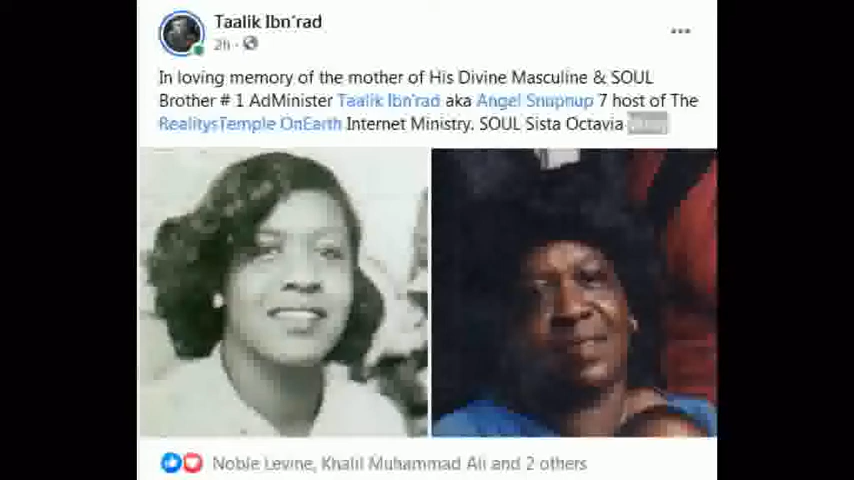 Taalik Ibn'rad
2h ·
In loving memory of the mother of His Divine Masculine & SOUL
Brother # 1 AdMinister Taalik Ibn'rad aka Angel Snupnup 7 host of The
RealitysTemple OnEarth Internet Ministry. SOUL Sista Octavia
Noble Levine, Khalil Muhammad Ali and 2 others